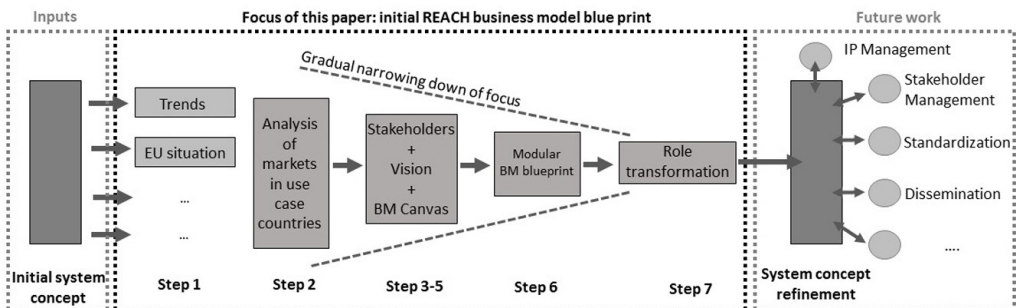 Inputs
Focus of this paper: initial REACH business model blue print
Future work
Gradual narrowing down of focus
Trends
EU situation
...
...
Analysis
of
markets
in use
case
countries
Stakeholders
+
Vision
+
BM Canvas
Modular
BM blueprint
Role
transformation
IP Management
Stakeholder
Management
Standardization
Dissemination
....
Initial system
concept
Step 1
Step 2
Step 3-5
Step 6
Step 7
System concept
refinement